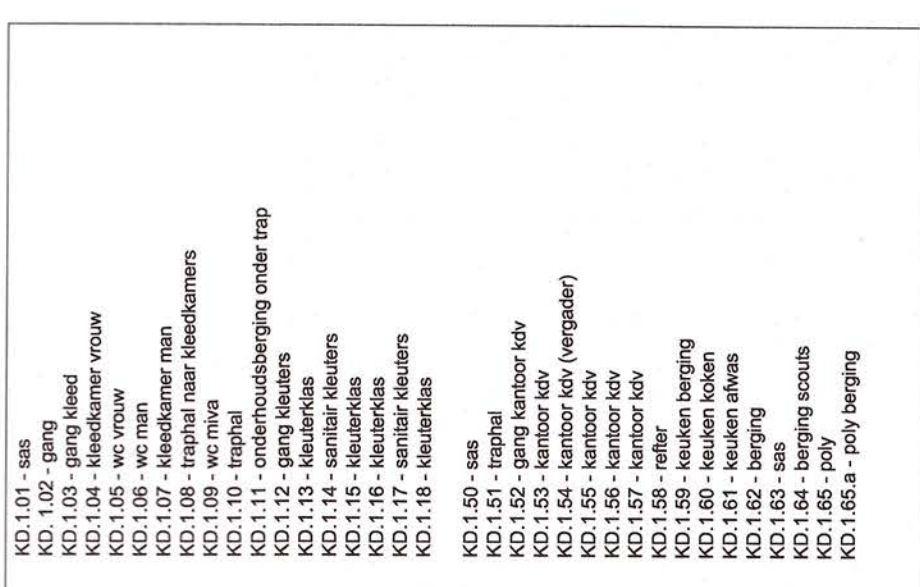 KD.1.01 - sas
KD. 1.02 - gang
KD.1.03 - gang kleed
KD.1.04 - kleedkamer vrouw
KD.1.05 - wc vrouw
KD.1.06 - wc man
KD.1.07 - kleedkamer man
KD.1.08 - traphal naar kleedkamers
KD.1.09 - wc miva
KD.1.10 - traphal
KD.1.11 - onderhoudsberging onder trap
KD.1.12 - gang kleuters
KD.1.13 - kleuterklas
KD.1.14 - sanitair kleuters
KD.1.15 - kleuterklas
KD.1.16 - kleuterklas
KD.1.17 - sanitair kleuters
KD.1.18 - kleuterklas
KD.1.50 - sas
KD.1.51 - traphal
KD.1.52 - gang kantoor kdv
KD.1.53 - kantoor kdv
KD.1.54 - kantoor kdv (vergader)
KD.1.55 - kantoor kdv
KD.1.56 - kantoor kdv
KD.1.57 - kantoor kdv
KD.1.58 - refter
KD.1.59 - keuken berging
KD.1.60 - keuken koken
KD.1.61 - keuken afwas
KD.1.62 - berging
KD.1.63 - sas
KD.1.64 - berging scouts
KD.1.65 - poly
KD.1.65.a - poly berging